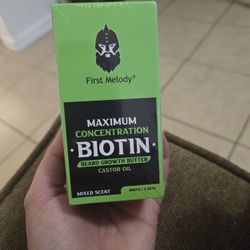 First Melody®
MAXIMUM
CONCENTRATION
·BIOTIN·
BEARD GROWTH BUTTER
CASTOR OIL
MIXED SCENT